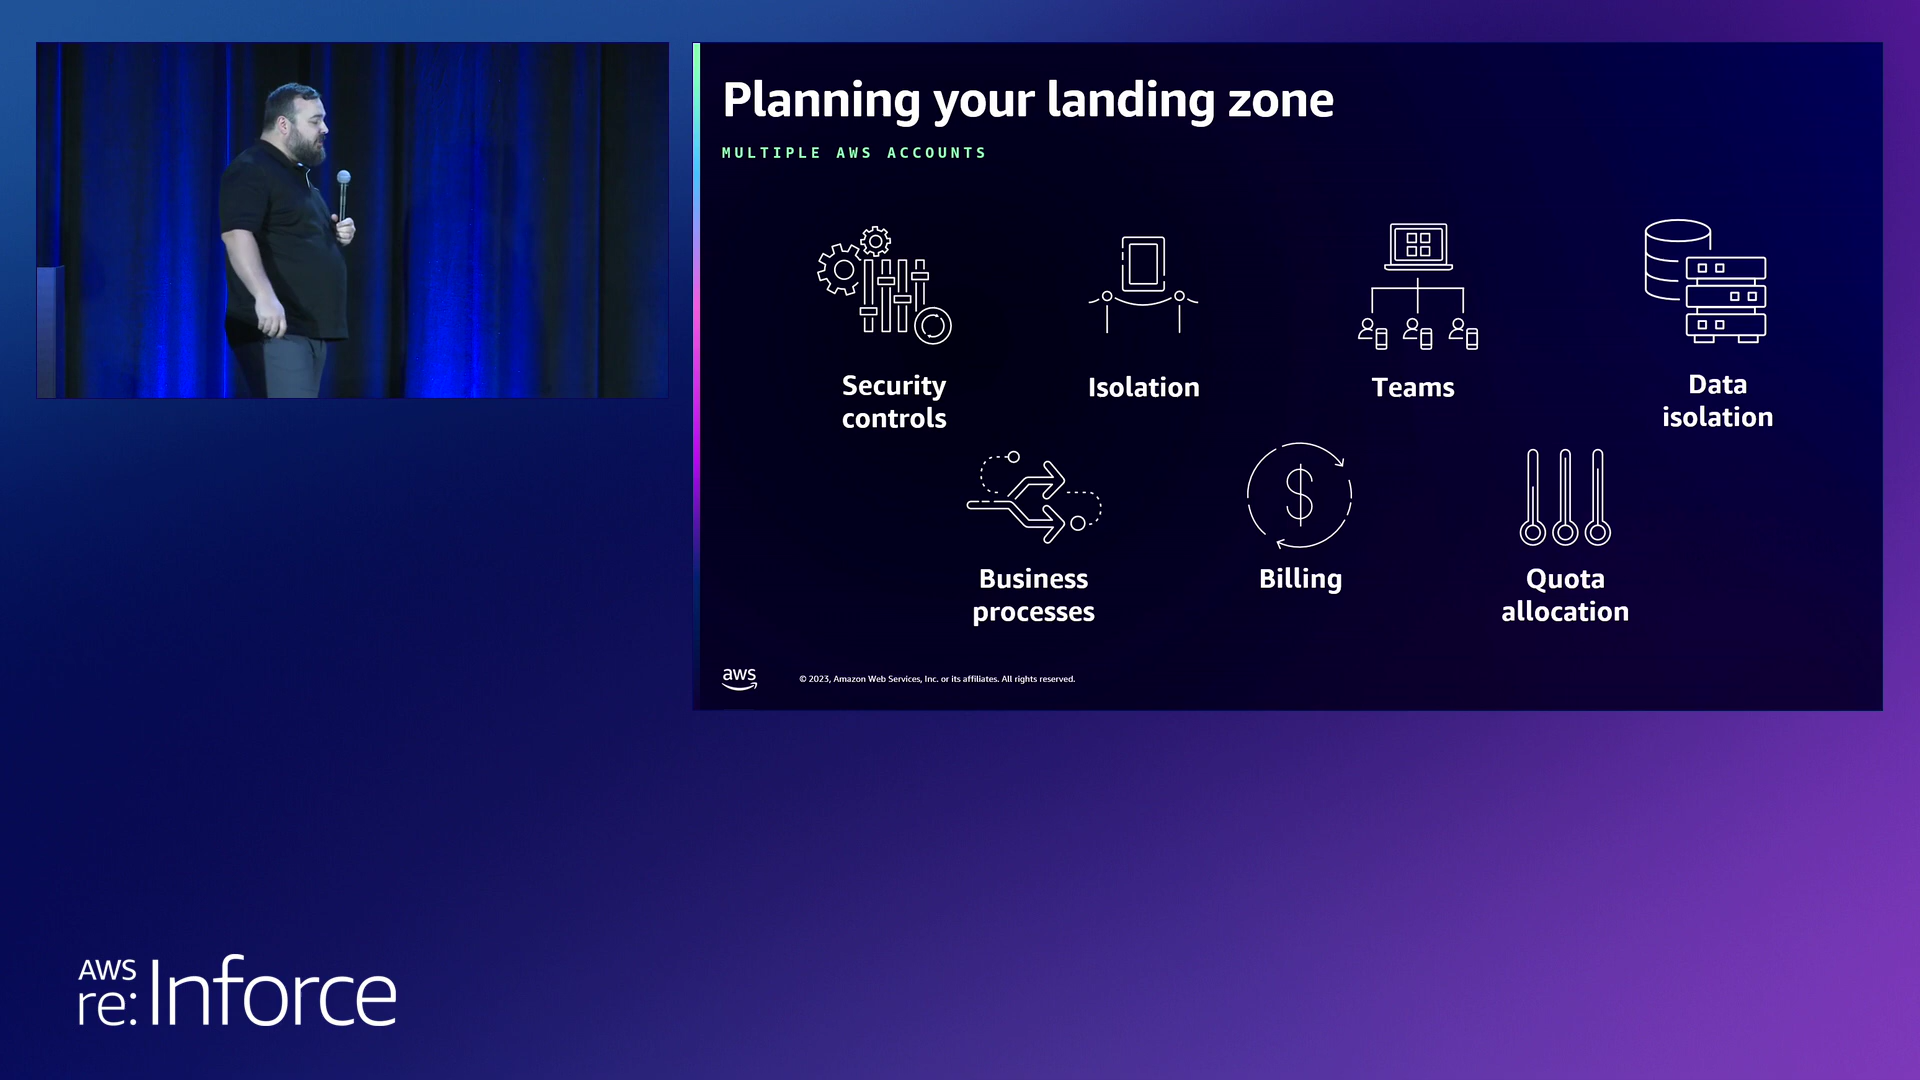 Planning your landing zone
MULTIPLE AWS ACCOUNTS
Security
controls
Isolation
Teams
Data
isolation
Business
processes
Billing
Quota
allocation
aws
© 2023, Amazon Web Services, Inc. or its affiliates. All rights reserved.
AWS
re:Inforce